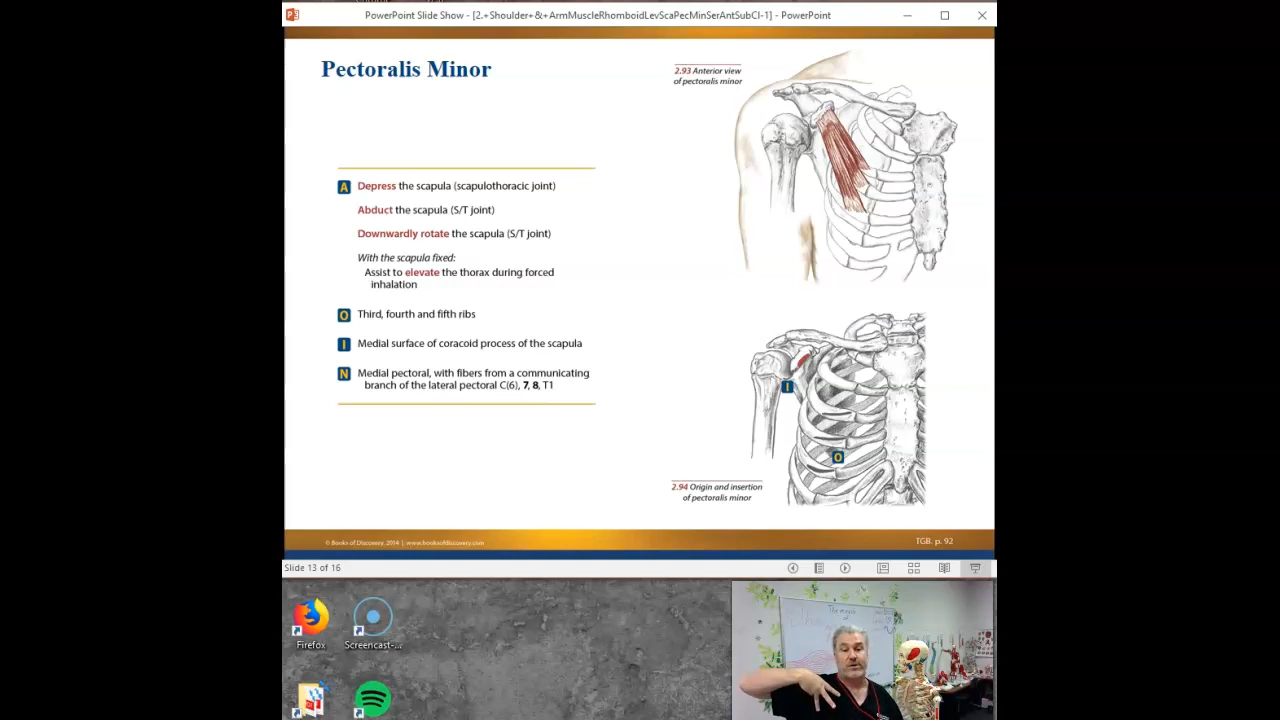 PowerPoint Slide Show - [2.+Shoulder+&+ArmMuscleRhomboidLevScaPecMinSerAntSubCl-1] - PowerPoint
Pectoralis Minor
2.93 Anterior view
of pectoralis minor
A Depress the scapula (scapulothoracic joint)
Abduct the scapula (S/T joint)
Downwardly rotate the scapula (S/T joint)
With the scapula fixed:
Assist to elevate the thorax during forced
inhalation
O Third, fourth and fifth ribs
I Medial surface of coracoid process of the scapula
N Medial pectoral, with fibers from a communicating
branch of the lateral pectoral C(6), 7, 8, T1
I
O
2.94 Origin and insertion
of pectoralis minor
© Books of Discovery, 2014 | www.booksofdiscovery.com
TGB. p. 92
Slide 13 of 16
Firefox
Screencast-...
The muscle